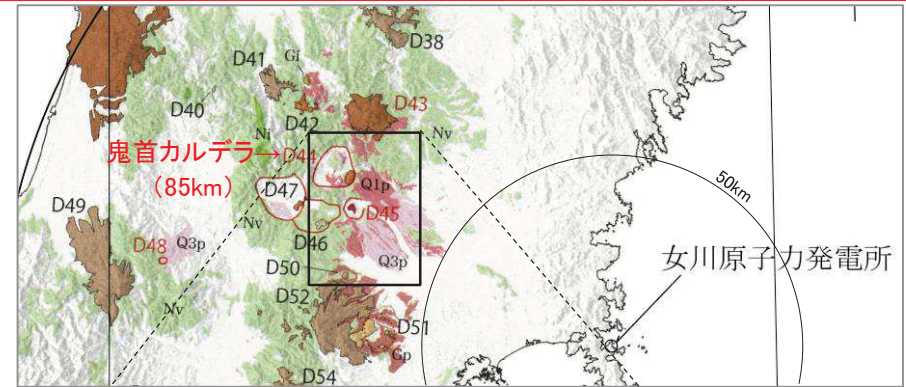 D38
D41
Gi
D40
D42
D43
Ni
Nv
鬼首カルデラ→D44
(85km)
Q1p
D47
50km
D49
Nv
D45
D48
Q3p
D46
Q3p
女川原子力発電所
D50
D52
Nv
D51
Gp
D54